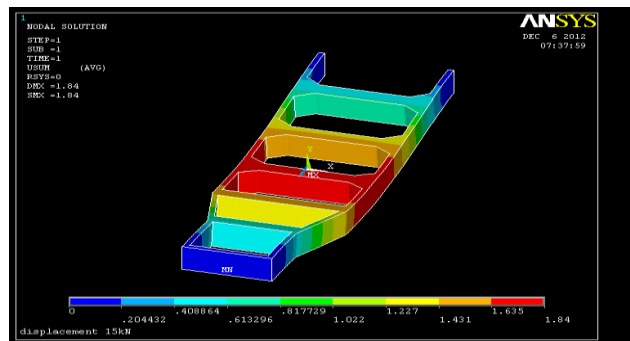 1
NODAL SOLUTION
STEP=1
SUB =1
TIME=1
USUM (AVG)
RSYS=0
DMX =1.84
SMX =1.84
ANSYS
DEC 6 2012
07:37:59
Y
X
MX
MN
0 .408864 .817729 1.227 1.635
.204432 .613296 1.022 1.431 1.84
displacement 15kN